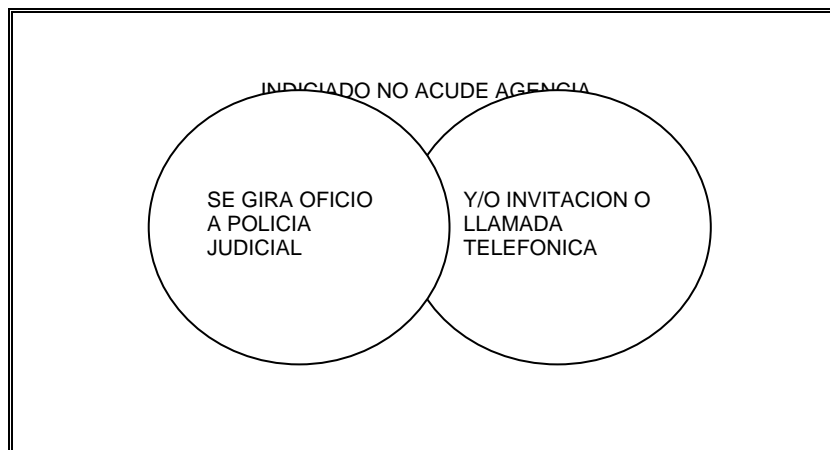 INDICIADO NO ACUDE AGENCIA
SE GIRA OFICIO
A POLICIA
JUDICIAL
Y/O INVITACION O
LLAMADA
TELEFONICA